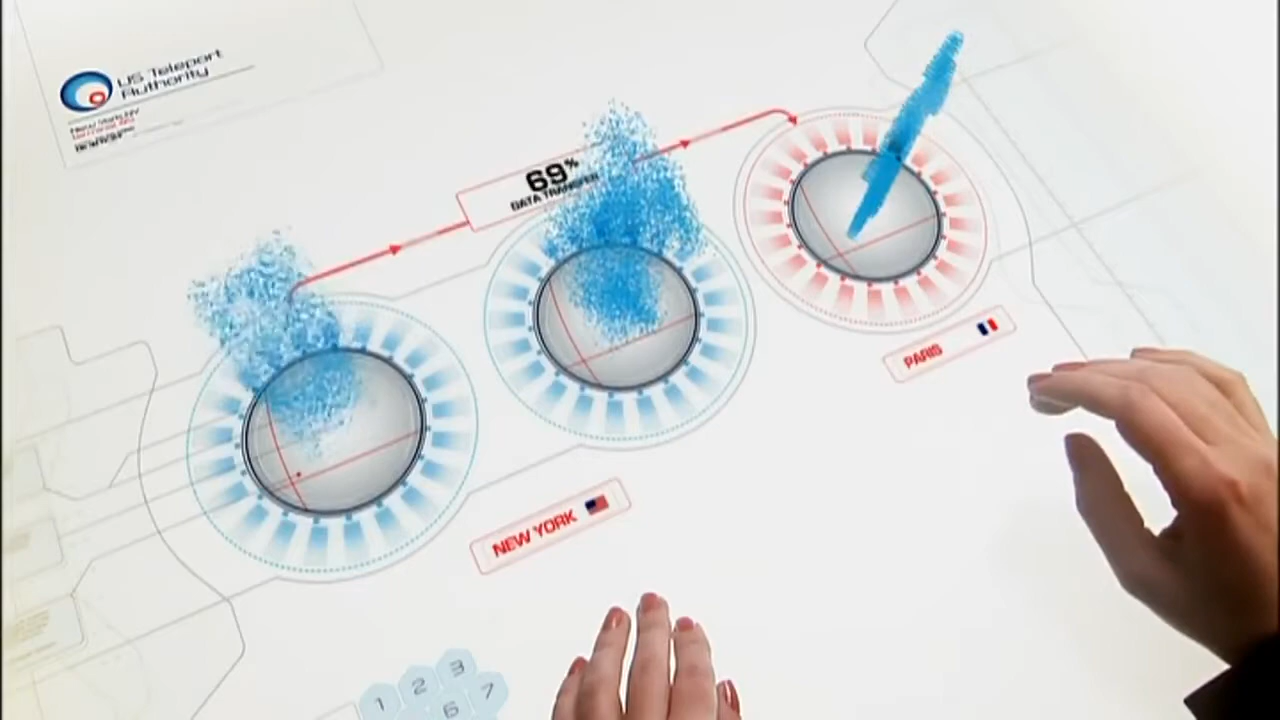 US Teleport
Authority
69%
DATA TRANSFER
PARIS
NEW YORK
1 2 3
6 7